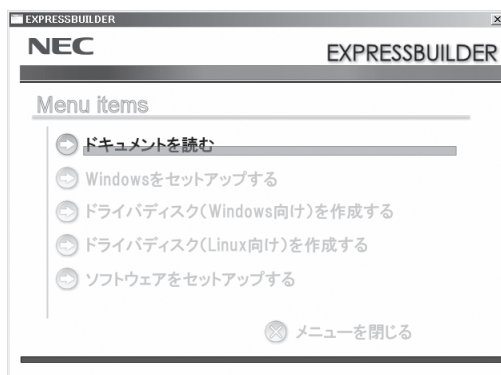 EXPRESSBUILDER
NEC
EXPRESSBUILDER
Menu items
ドキュメントを読む
Windowsをセットアップする
ドライバディスク(Windows向け)を作成する
ドライバディスク(Linux向け)を作成する
ソフトウェアをセットアップする
メニューを閉じる